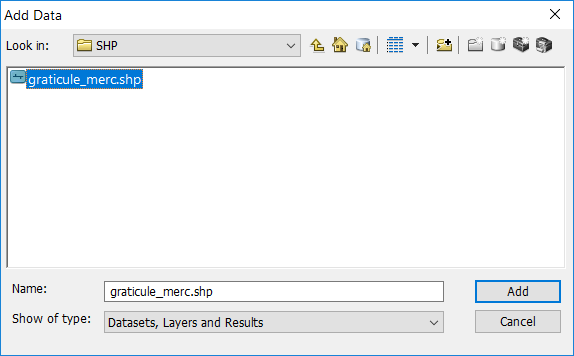 Add Data
Look in: SHP
graticule_merc.shp
Name: graticule_merc.shp Add
Show of type: Datasets, Layers and Results Cancel